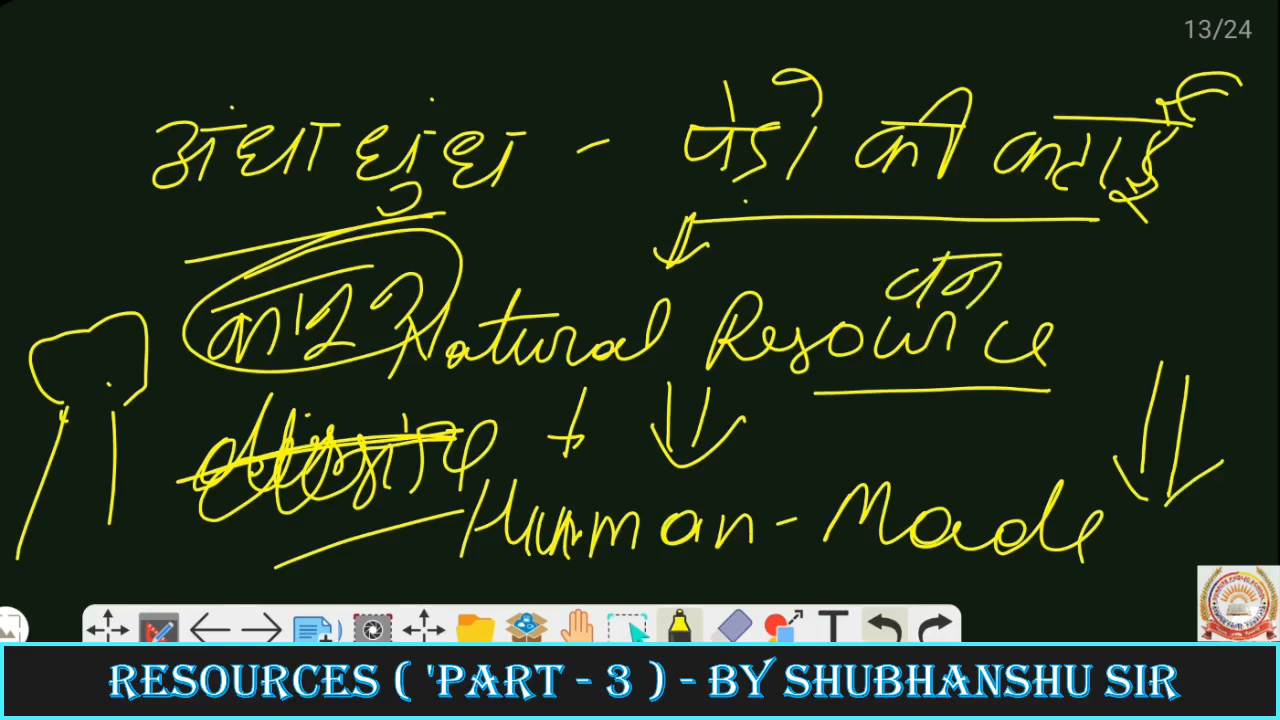 13/24
अंधा धुंध - पेड़ो की कटाई
वन
Natural Resource
+
Human-Made
RESOURCES ( 'PART - 3 ) - BY SHUBHANSHU SIR